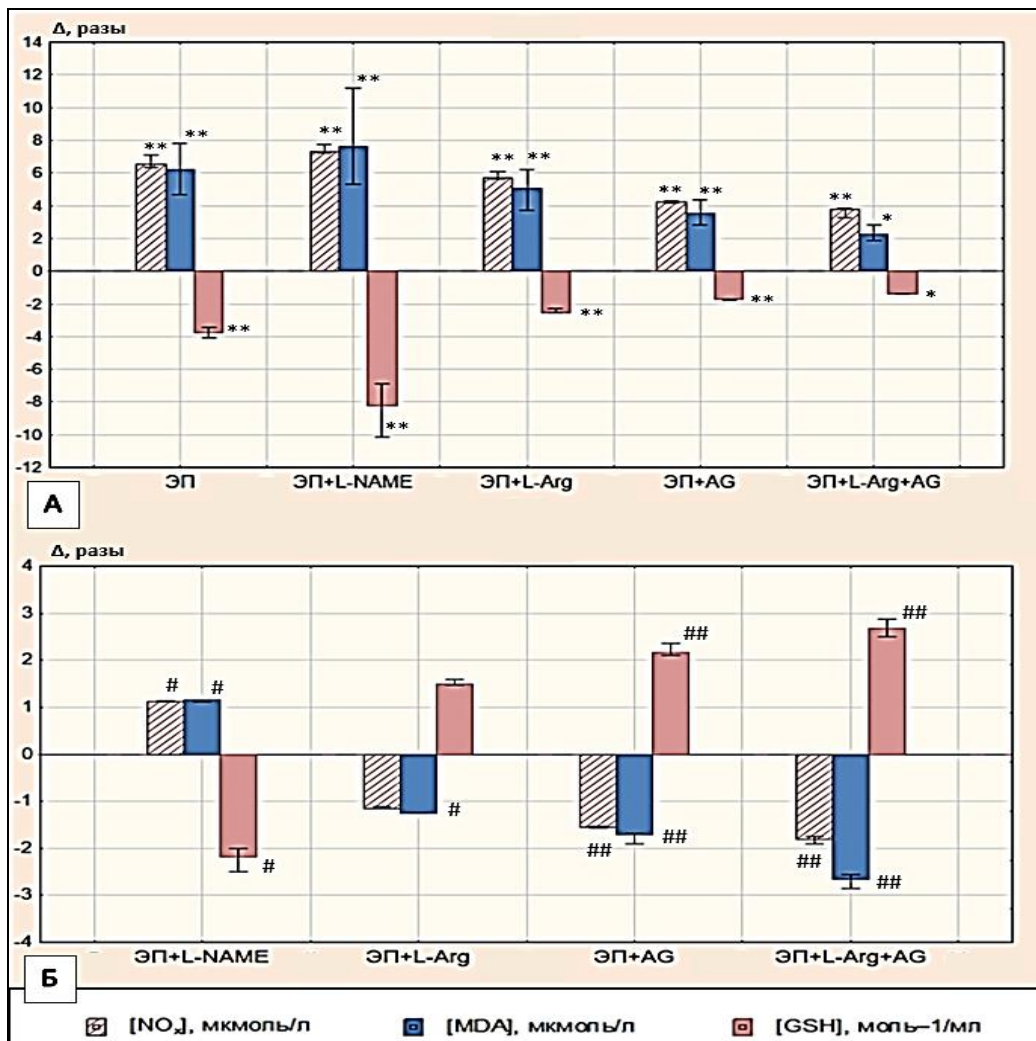 Δ, разы
14
12
10
8
6
4
2
0
-2
-4
-6
-8
-10
-12
** ** ** ** ** ** ** ** ** *
** ** ** ** *
ЭП ЭП+L-NAME ЭП+L-Arg ЭП+AG ЭП+L-Arg+AG
А
Δ, разы
4
3
2
1
0
-1
-2
-3
-4
# # ## ##
# # ## ## ## ##
ЭП+L-NAME ЭП+L-Arg ЭП+AG ЭП+L-Arg+AG
Б
[NOx], мкмоль/л [MDA], мкмоль/л [GSH], моль–1/мл